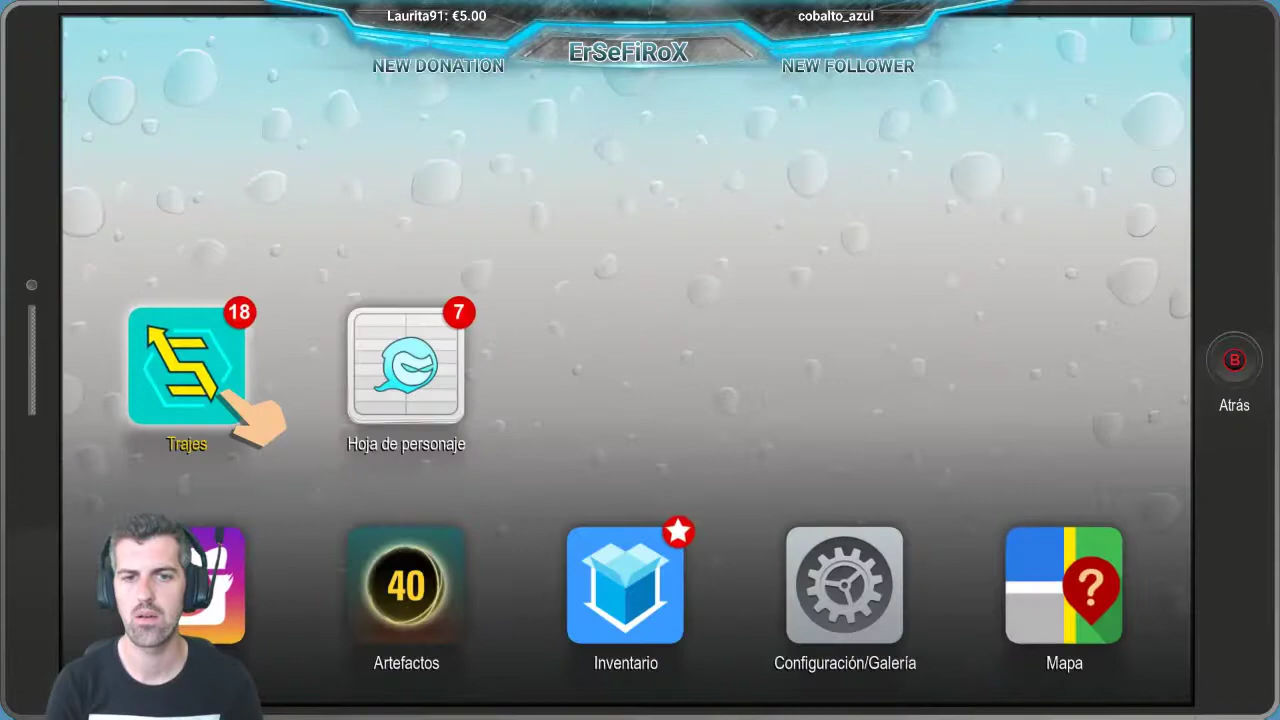 Laurita91: €5.00
cobalto_azul
ErSeFiRoX
NEW DONATION
NEW FOLLOWER
18
7
Trajes
Hoja de personaje
B
Atrás
40
?
Artefactos
Inventario
Configuración/Galería
Mapa